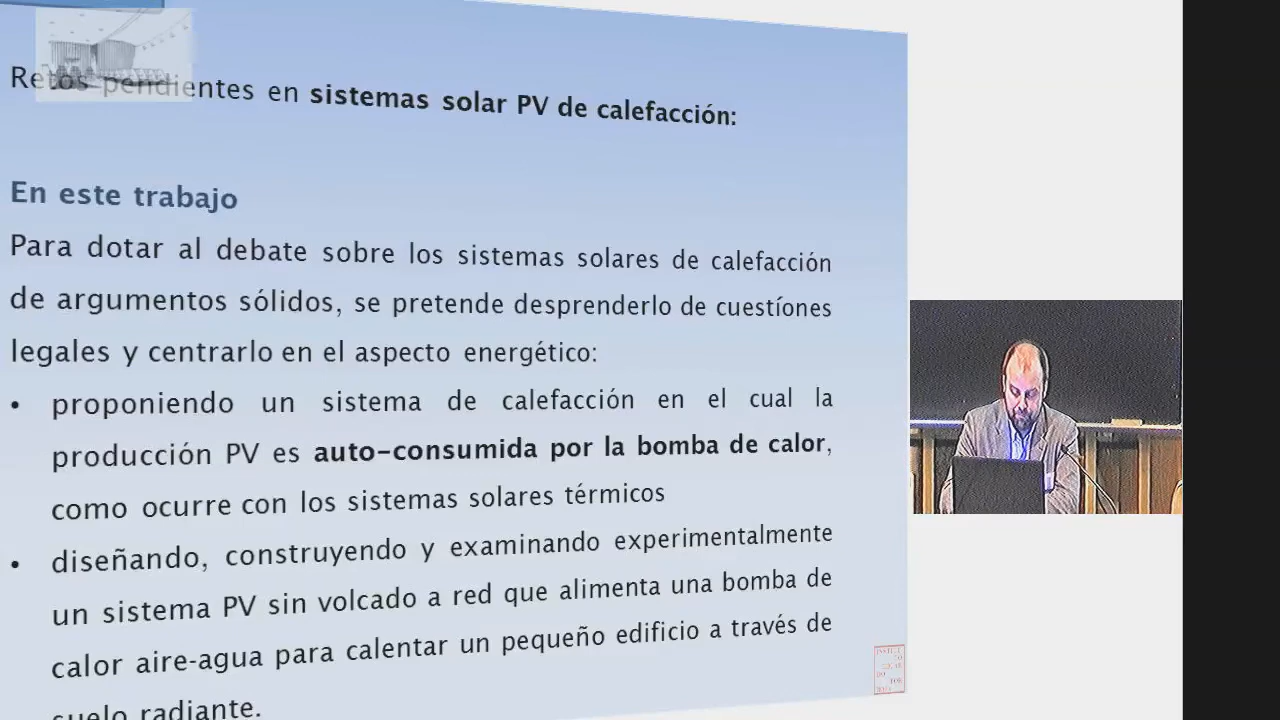 Retos pendientes en sistemas solar PV de calefacción:
En este trabajo
Para dotar al debate sobre los sistemas solares de calefacción
de argumentos sólidos, se pretende desprenderlo de cuestíones
legales y centrarlo en el aspecto energético:
• proponiendo un sistema de calefacción en el cual la
producción PV es auto-consumida por la bomba de calor,
como ocurre con los sistemas solares térmicos
• diseñando, construyendo y examinando experimentalmente
un sistema PV sin volcado a red que alimenta una bomba de
calor aire-agua para calentar un pequeño edificio a través de
suelo radiante.